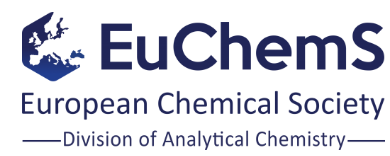 EuChemS
European Chemical Society
Division of Analytical Chemistry